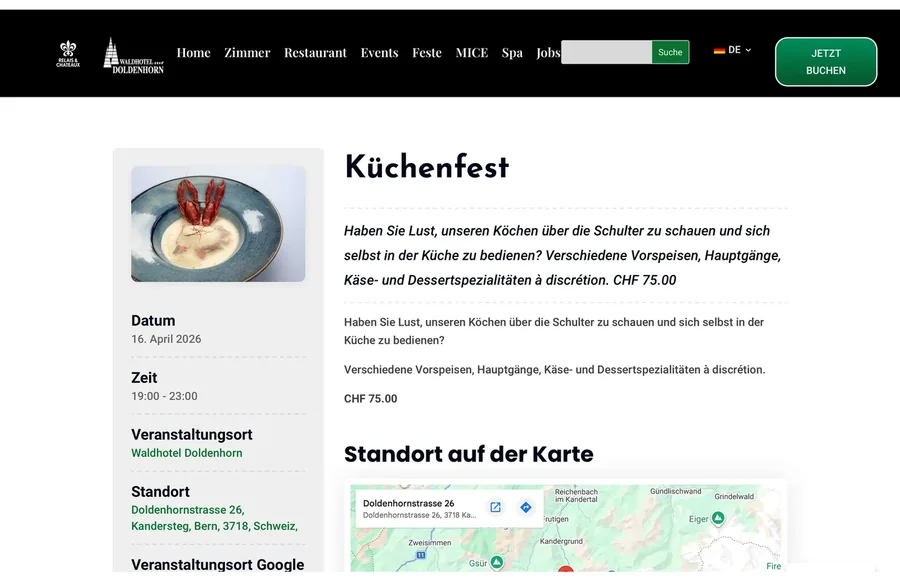 RELAIS &
CHATEAUX
WALDHOTEL
DOLDENHORN
Home Zimmer Restaurant Events Feste MICE Spa Jobs
Suche
DE
JETZT
BUCHEN
Küchenfest
Haben Sie Lust, unseren Köchen über die Schulter zu schauen und sich
selbst in der Küche zu bedienen? Verschiedene Vorspeisen, Hauptgänge,
Käse- und Dessertspezialitäten à discrétion. CHF 75.00
Haben Sie Lust, unseren Köchen über die Schulter zu schauen und sich selbst in der
Küche zu bedienen?
Verschiedene Vorspeisen, Hauptgänge, Käse- und Dessertspezialitäten à discrétion.
CHF 75.00
Datum
16. April 2026
Zeit
19:00 - 23:00
Veranstaltungsort
Waldhotel Doldenhorn
Standort
Doldenhornstrasse 26,
Kandersteg, Bern, 3718, Schweiz,
Veranstaltungsort Google
Standort auf der Karte
Doldenhornstrasse 26
Doldenhornstrasse 26, 3718 Ka...
Reichenbach
im Kandertal
Gündlischwand
Grindelwald
Eiger
Frutigen
Zweisimmen
Kandergrund
11
Gsür
Fire